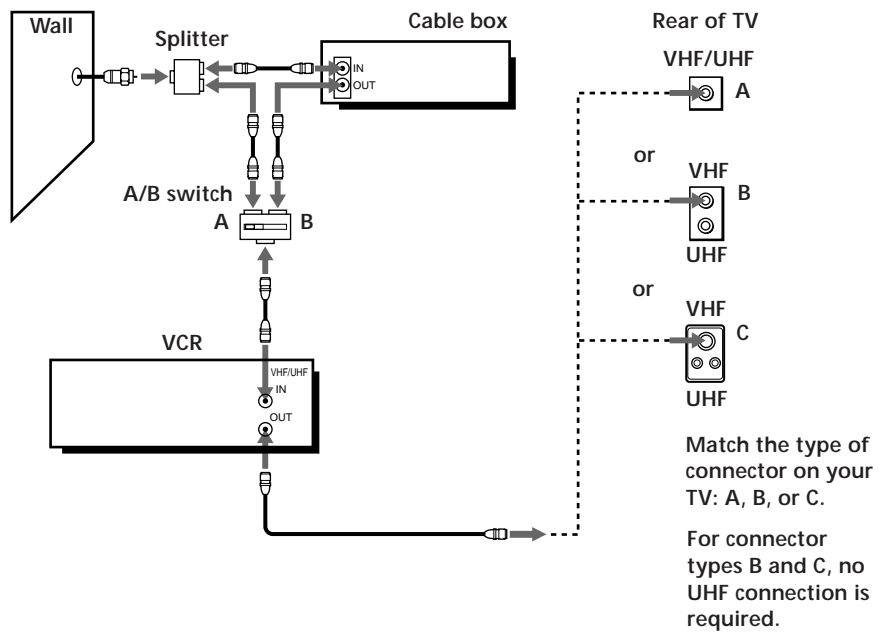 Wall
Splitter
Cable box
IN
OUT
A/B switch
A
B
VCR
VHF/UHF
IN
OUT
Rear of TV
VHF/UHF
A
or
VHF
B
UHF
or
VHF
C
UHF
Match the type of
connector on your
TV: A, B, or C.
For connector
types B and C, no
UHF connection is
required.